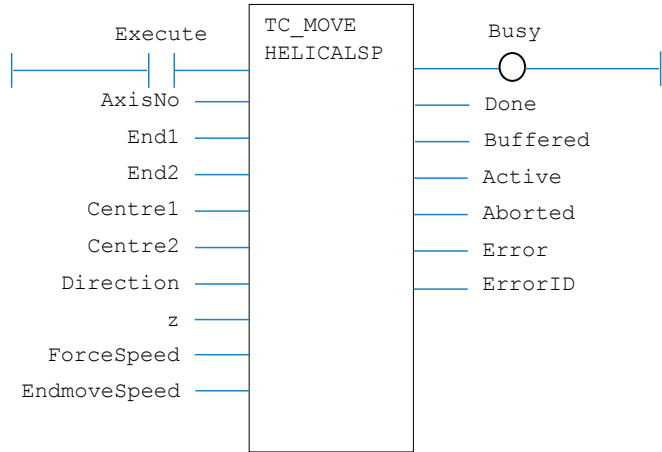 Execute
TC_MOVE
HELICALSP
Busy
AxisNo
End1
End2
Centre1
Centre2
Direction
z
ForceSpeed
EndmoveSpeed
Done
Buffered
Active
Aborted
Error
ErrorID